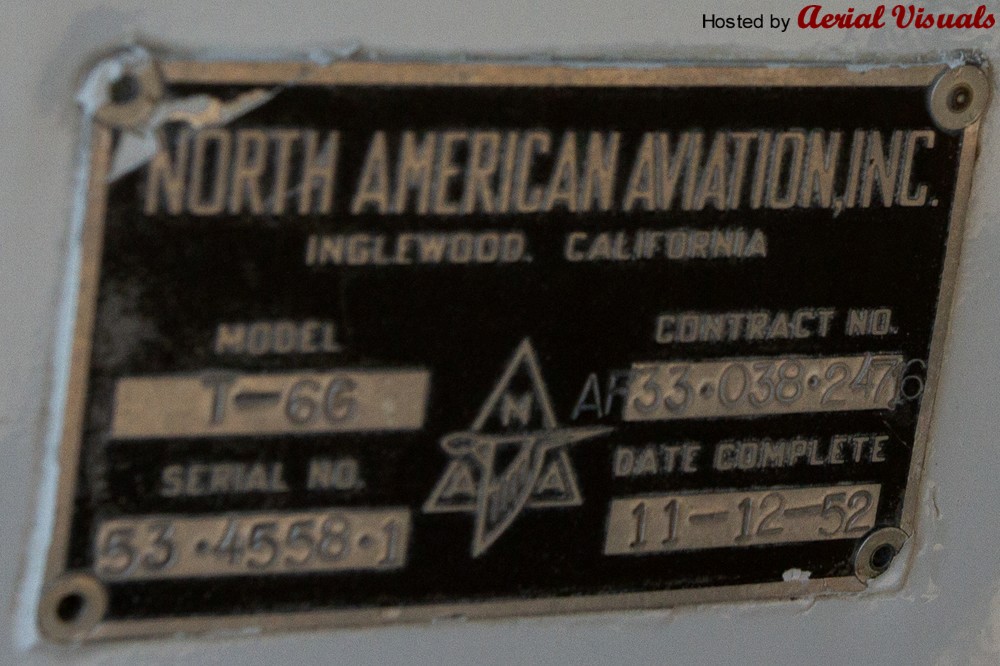 Hosted by Aerial Visuals
NORTH AMERICAN AVIATION, INC.
INGLEWOOD. CALIFORNIA
MODEL
T-6G
SERIAL NO.
53·4558·1
N
A A
CONTRACT NO.
AF33·038·2476
DATE COMPLETE
11-12-52